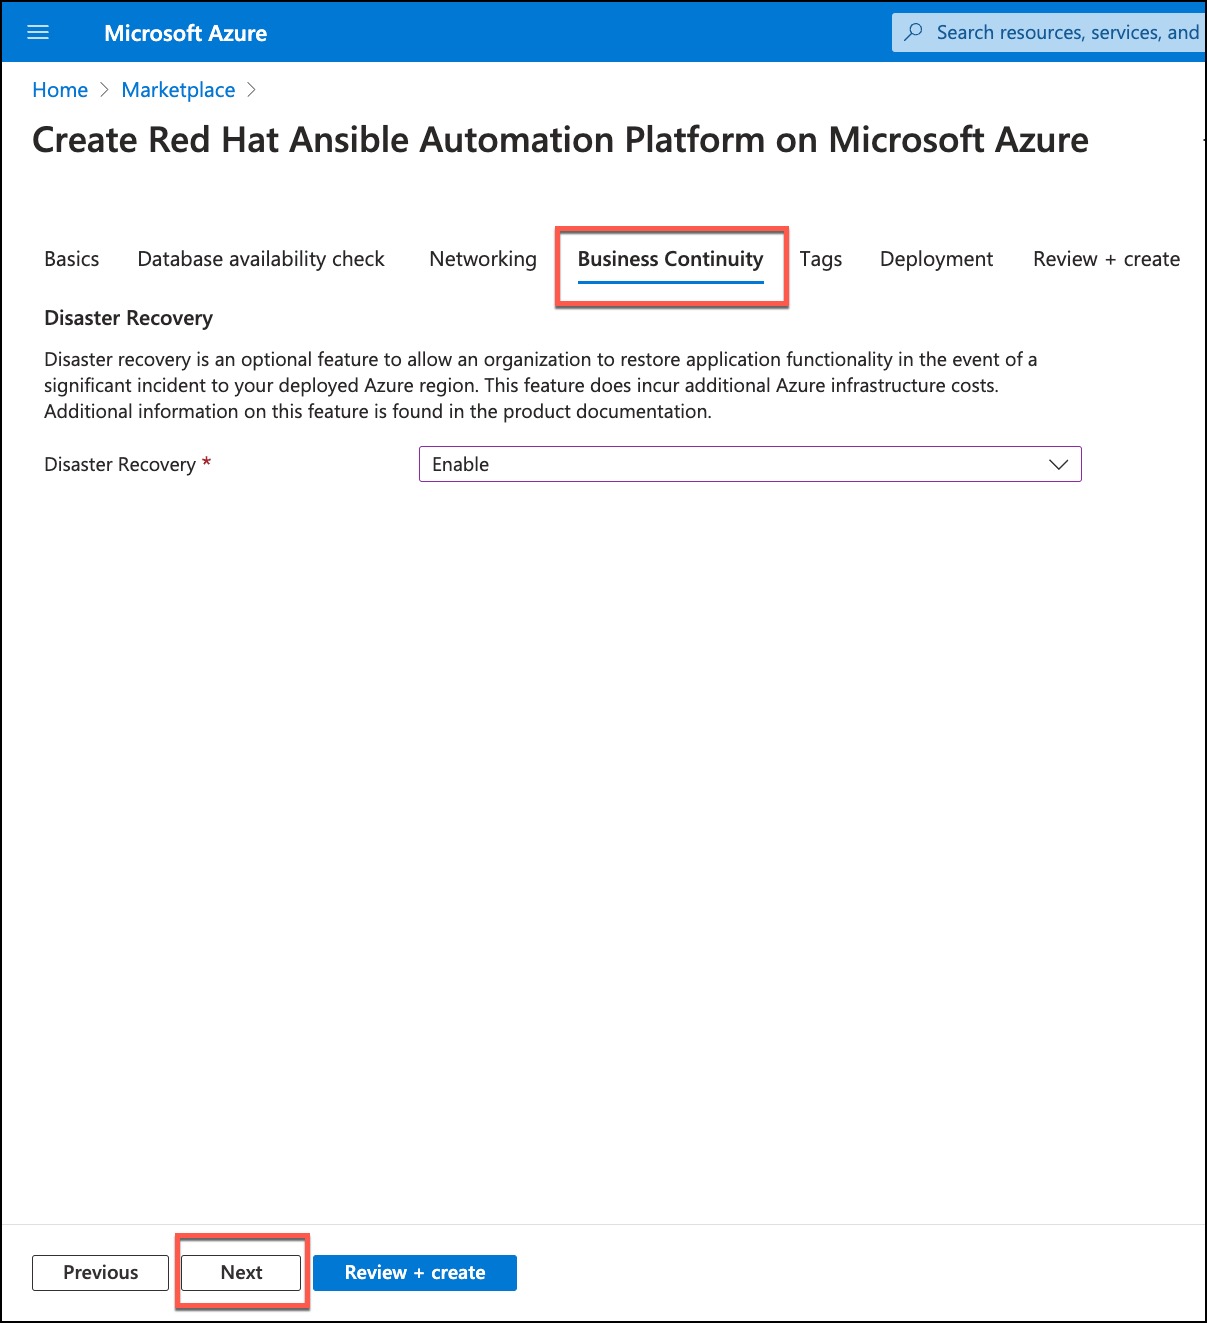 Microsoft Azure
Search resources, services, and
Home > Marketplace >
Create Red Hat Ansible Automation Platform on Microsoft Azure
Basics Database availability check Networking Business Continuity Tags Deployment Review + create
Disaster Recovery
Disaster recovery is an optional feature to allow an organization to restore application functionality in the event of a
significant incident to your deployed Azure region. This feature does incur additional Azure infrastructure costs.
Additional information on this feature is found in the product documentation.
Disaster Recovery * Enable
Previous Next Review + create